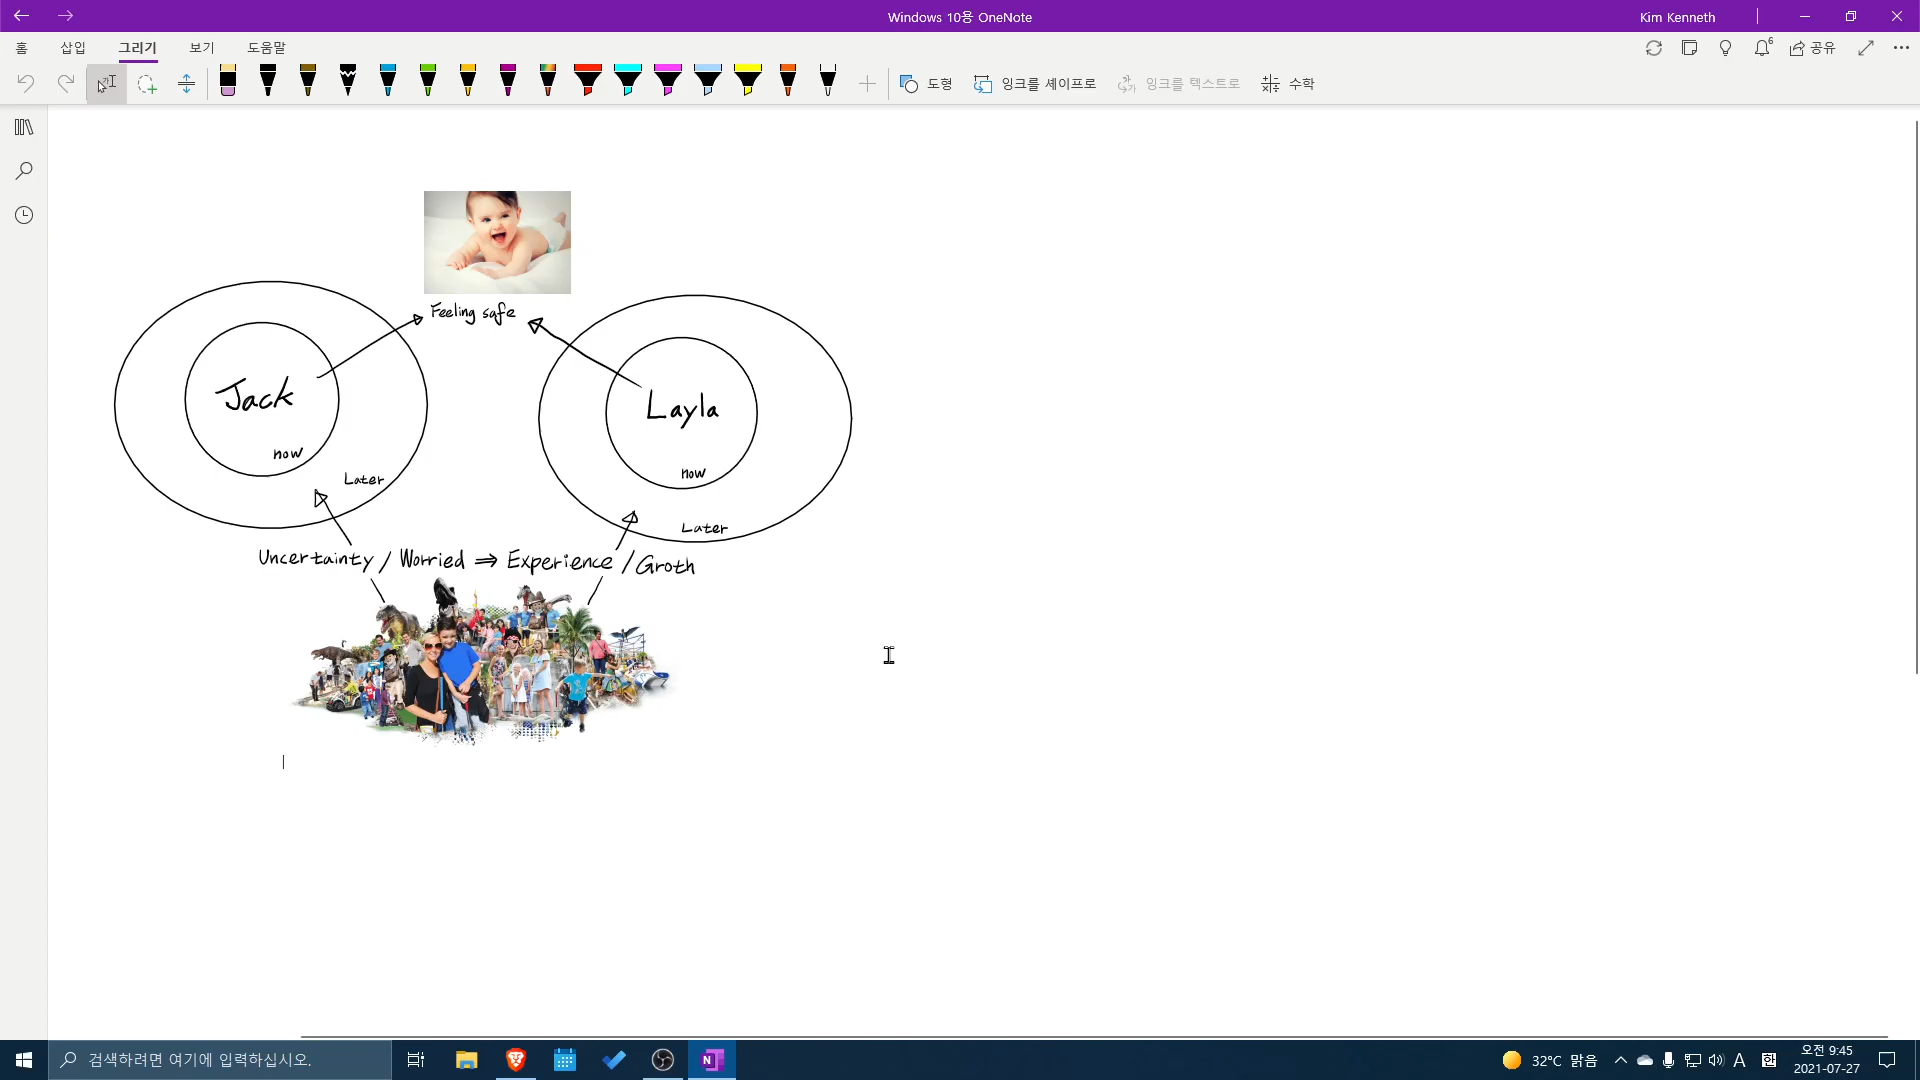 Windows 10용 OneNote
Kim Kenneth
홈 삽입 그리기 보기 도움말
6 공유
도형 잉크를 셰이프로 잉크를 텍스트로 수학
Feeling safe
Jack
now
Later
Layla
now
Later
Uncertainty / Worried ⇒ Experience / Groth
검색하려면 여기에 입력하십시오.
32°C 맑음
A 한
오전 9:45
2021-07-27